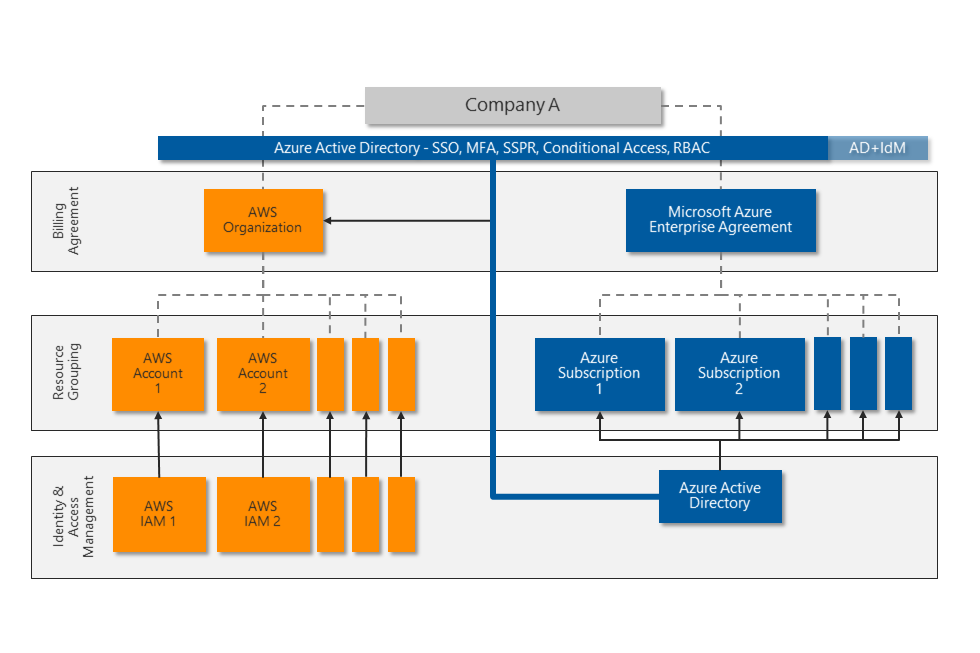 Company A
Azure Active Directory - SSO, MFA, SSPR, Conditional Access, RBAC
AD+IdM
Billing
Agreement
AWS
Organization
Microsoft Azure
Enterprise Agreement
Resource
Grouping
AWS
Account
1
AWS
Account
2
Azure
Subscription
1
Azure
Subscription
2
Identity &
Access
Management
AWS
IAM 1
AWS
IAM 2
Azure Active
Directory